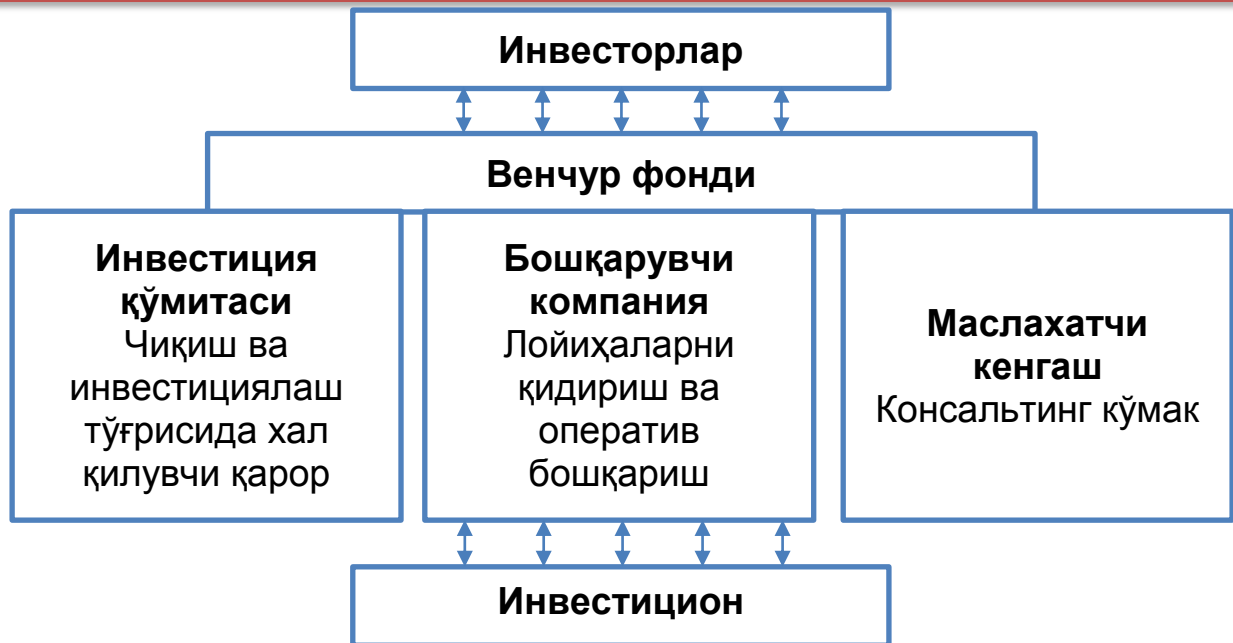 Инвесторлар
Венчур фонди
Инвестиция
қўмитаси
Чиқиш ва
инвестициялаш
тўғрисида хал
қилувчи қарор
Бошқарувчи
компания
Лойиҳаларни
қидириш ва
оператив
бошқариш
Маслахатчи
кенгаш
Консальтинг кўмак
Инвестицион